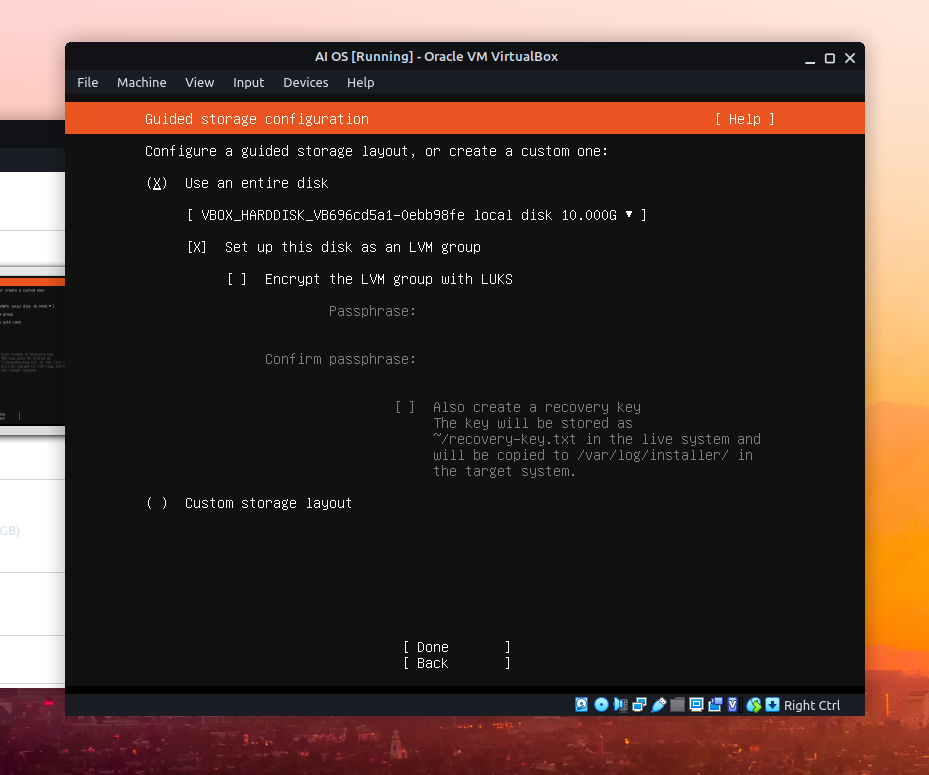 AI OS [Running] - Oracle VM VirtualBox
File Machine View Input Devices Help
Guided storage configuration [ Help ]
Configure a guided storage layout, or create a custom one:
(X) Use an entire disk
[ VBOX_HARDDISK_VB696cd5a1-0ebb98fe local disk 10.000G ▾ ]
[X] Set up this disk as an LVM group
[ ] Encrypt the LVM group with LUKS
Passphrase:
Confirm passphrase:
[ ] Also create a recovery key
The key will be stored as
~/recovery-key.txt in the live system and
will be copied to /var/log/installer/ in
the target system.
( ) Custom storage layout
GB)
[ Done ]
[ Back ]
Right Ctrl